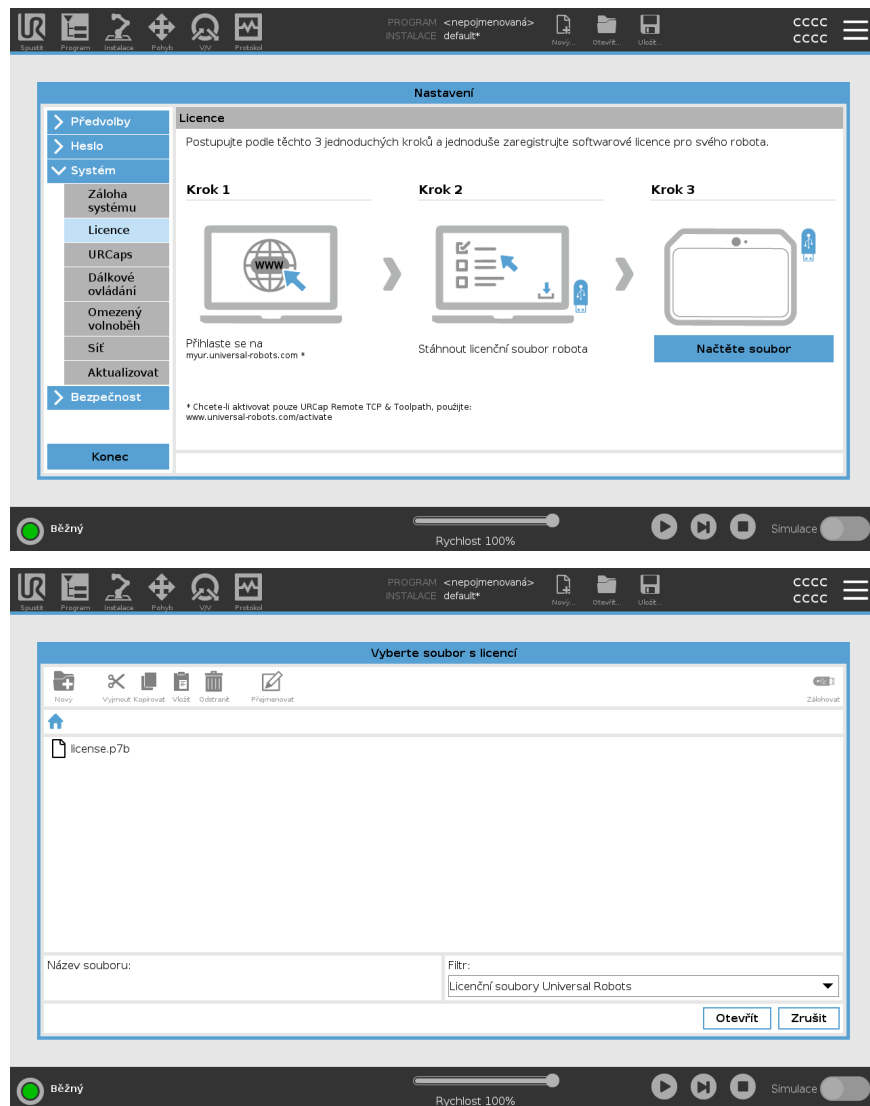 UR
PROGRAM <nepojmenovaná>
INSTALACE default*
CCCC
CCCC
Spustit Program Instalace Pohyb V/V Protokol Nový... Otevřít... Uložit...
Nastavení
Předvolby
Heslo
Systém
Záloha
systému
Licence
URCaps
Dálkové
ovládání
Omezený
volnoběh
Síť
Aktualizovat
Bezpečnost
Konec
Licence
Postupujte podle těchto 3 jednoduchých kroků a jednoduše zaregistrujte softwarové licence pro svého robota.
Krok 1
WWW
Přihlaste se na
myur.universal-robots.com *
Krok 2
Stáhnout licenční soubor robota
Krok 3
Načtěte soubor
* Chcete-li aktivovat pouze URCap Remote TCP & Toolpath, použijte:
www.universal-robots.com/activate
Běžný
Rychlost 100%
Simulace
UR
PROGRAM <nepojmenovaná>
INSTALACE default*
CCCC
CCCC
Spustit Program Instalace Pohyb V/V Protokol Nový... Otevřít... Uložit...
Vyberte soubor s licencí
Nový Vyjmout Kopírovat Vložit Odstranit Přejmenovat Zálohovat
license.p7b
Název souboru:
Filtr:
Licenční soubory Universal Robots
Otevřít Zrušit
Běžný
Rychlost 100%
Simulace